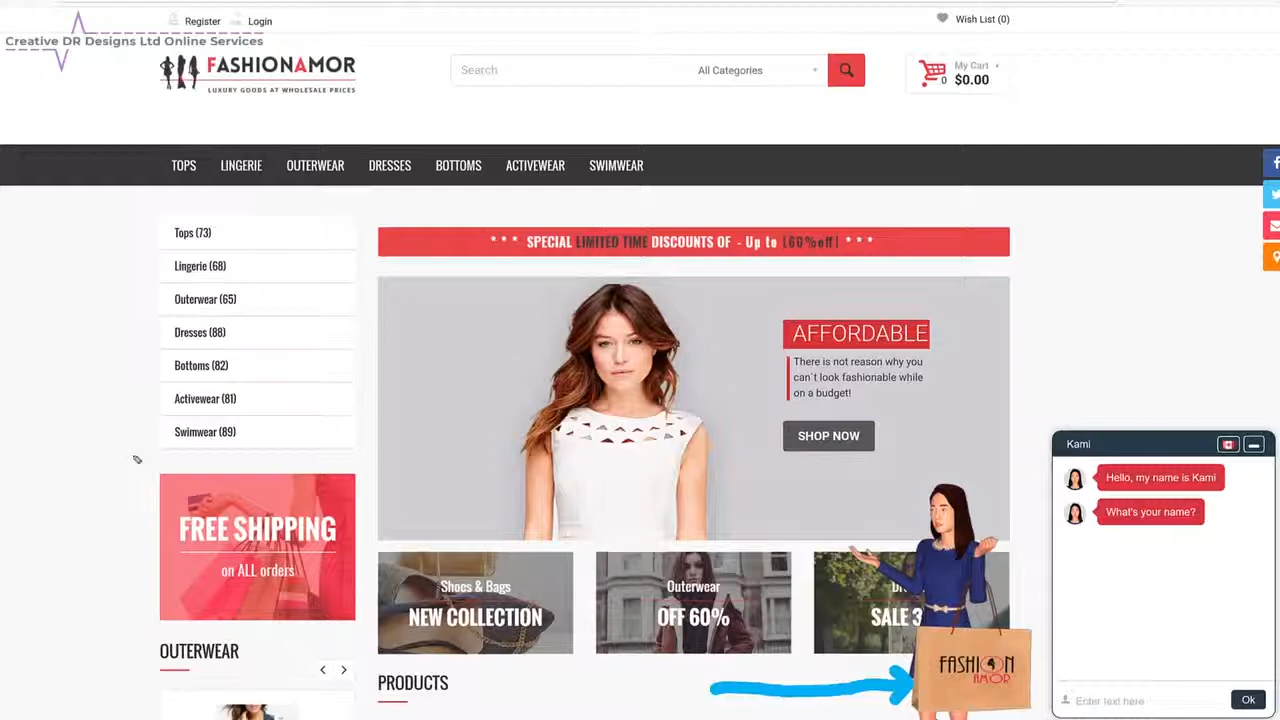 Register
Login
Wish List (0)
Creative DR Designs Ltd Online Services
FASHIONAMOR
LUXURY GOODS AT WHOLESALE PRICES
Search
All Categories
My Cart
0
$0.00
TOPS
LINGERIE
OUTERWEAR
DRESSES
BOTTOMS
ACTIVEWEAR
SWIMWEAR
Tops (73)
Lingerie (68)
Outerwear (65)
Dresses (88)
Bottoms (82)
Activewear (81)
Swimwear (89)
* * * SPECIAL LIMITED TIME DISCOUNTS OF - Up to [60%off] * * *
AFFORDABLE
There is not reason why you
can't look fashionable while
on a budget!
SHOP NOW
FREE SHIPPING
on ALL orders
Shoes & Bags
NEW COLLECTION
Outerwear
OFF 60%
SALE 3
OUTERWEAR
PRODUCTS
FASHION
AMOR
Kami
Hello, my name is Kami
What's your name?
Enter text here
Ok